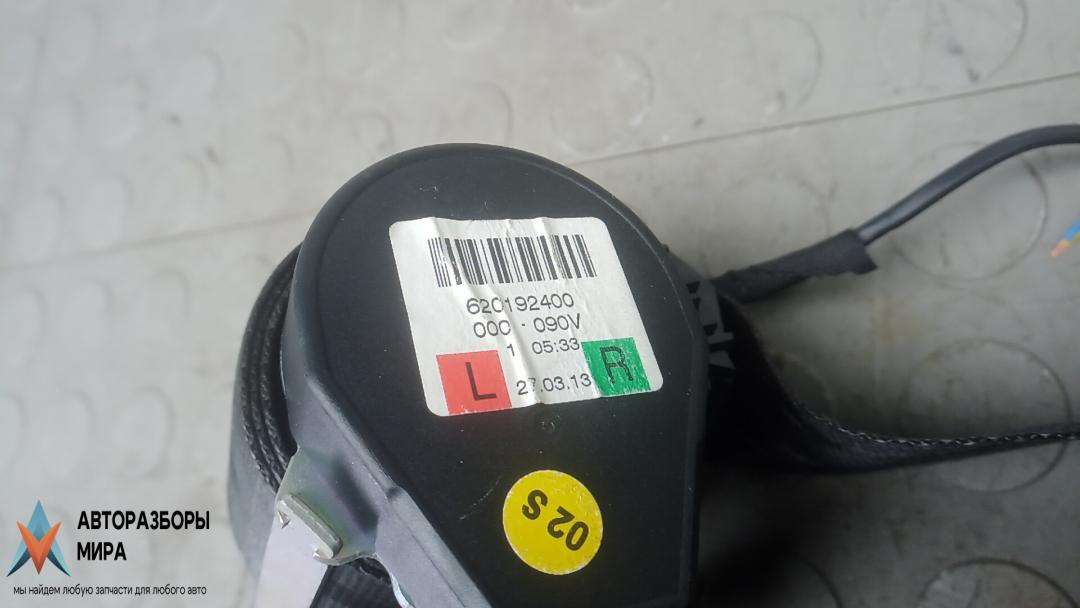 620192400
000 - 090V
1 05:33
L 27.03.13 R
02 S
АВТОРАЗБОРЫ
МИРА
мы найдем любую запчасти для любого авто